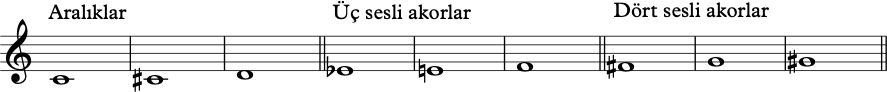 Aralıklar
Üç sesli akorlar
Dört sesli akorlar